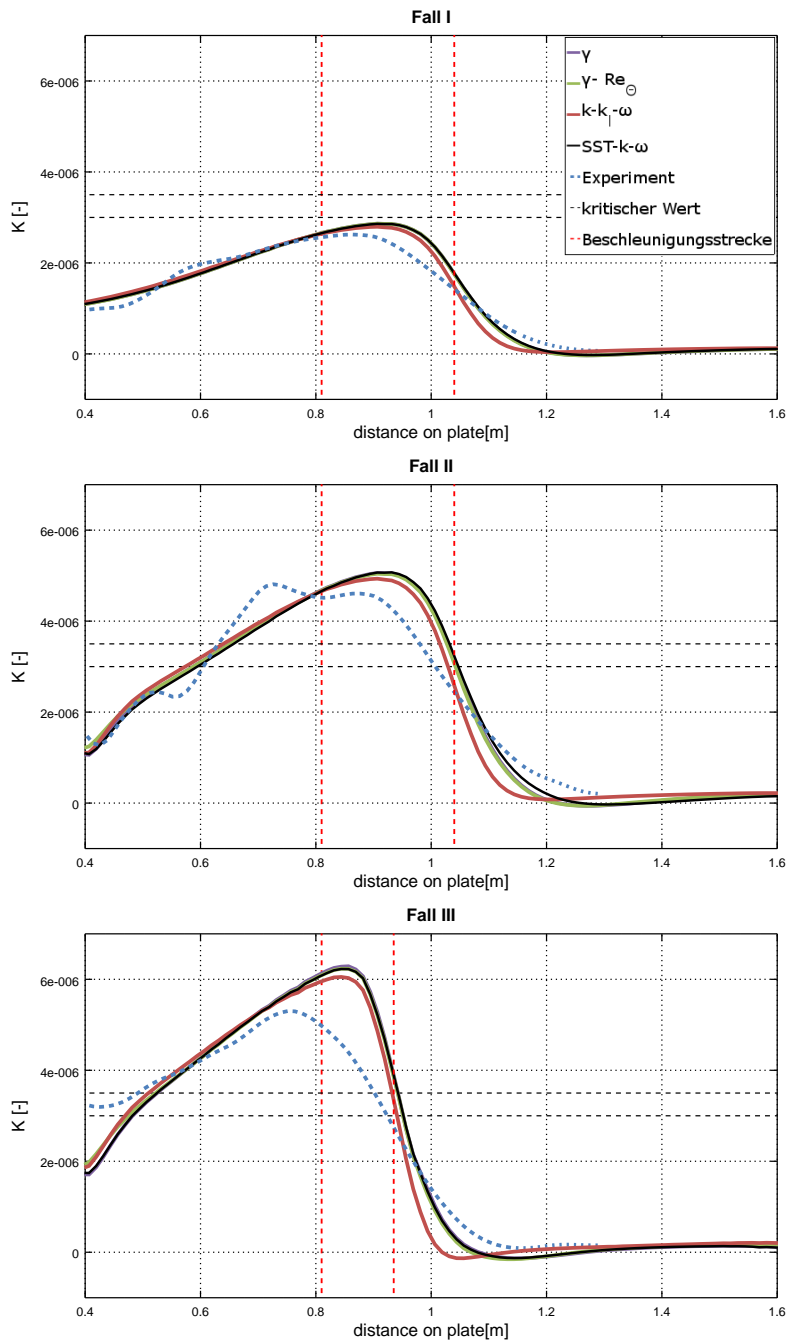 Fall I
6e-006
4e-006
2e-006
0
K [-]
0.4 0.6 0.8 1 1.2 1.4 1.6
distance on plate[m]
γ
γ- Re_Θ
k-k_l-ω
SST-k-ω
Experiment
kritischer Wert
Beschleunigungsstrecke
Fall II
6e-006
4e-006
2e-006
0
K [-]
0.4 0.6 0.8 1 1.2 1.4 1.6
distance on plate[m]
Fall III
6e-006
4e-006
2e-006
0
K [-]
0.4 0.6 0.8 1 1.2 1.4 1.6
distance on plate[m]